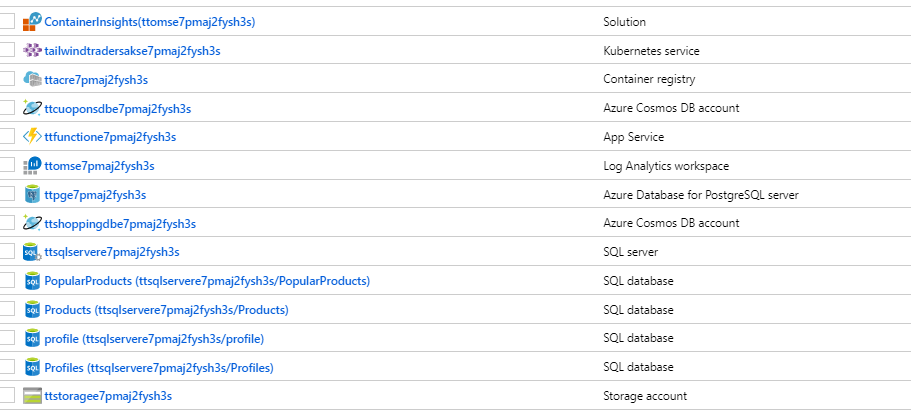 ContainerInsights(ttomse7pmaj2fysh3s) Solution
tailwindtradersakse7pmaj2fysh3s Kubernetes service
ttacre7pmaj2fysh3s Container registry
ttcuoponsdbe7pmaj2fysh3s Azure Cosmos DB account
ttfunctione7pmaj2fysh3s App Service
ttomse7pmaj2fysh3s Log Analytics workspace
ttpge7pmaj2fysh3s Azure Database for PostgreSQL server
ttshoppingdbe7pmaj2fysh3s Azure Cosmos DB account
ttsqlservere7pmaj2fysh3s SQL server
PopularProducts (ttsqlservere7pmaj2fysh3s/PopularProducts) SQL database
Products (ttsqlservere7pmaj2fysh3s/Products) SQL database
profile (ttsqlservere7pmaj2fysh3s/profile) SQL database
Profiles (ttsqlservere7pmaj2fysh3s/Profiles) SQL database
ttstoragee7pmaj2fysh3s Storage account